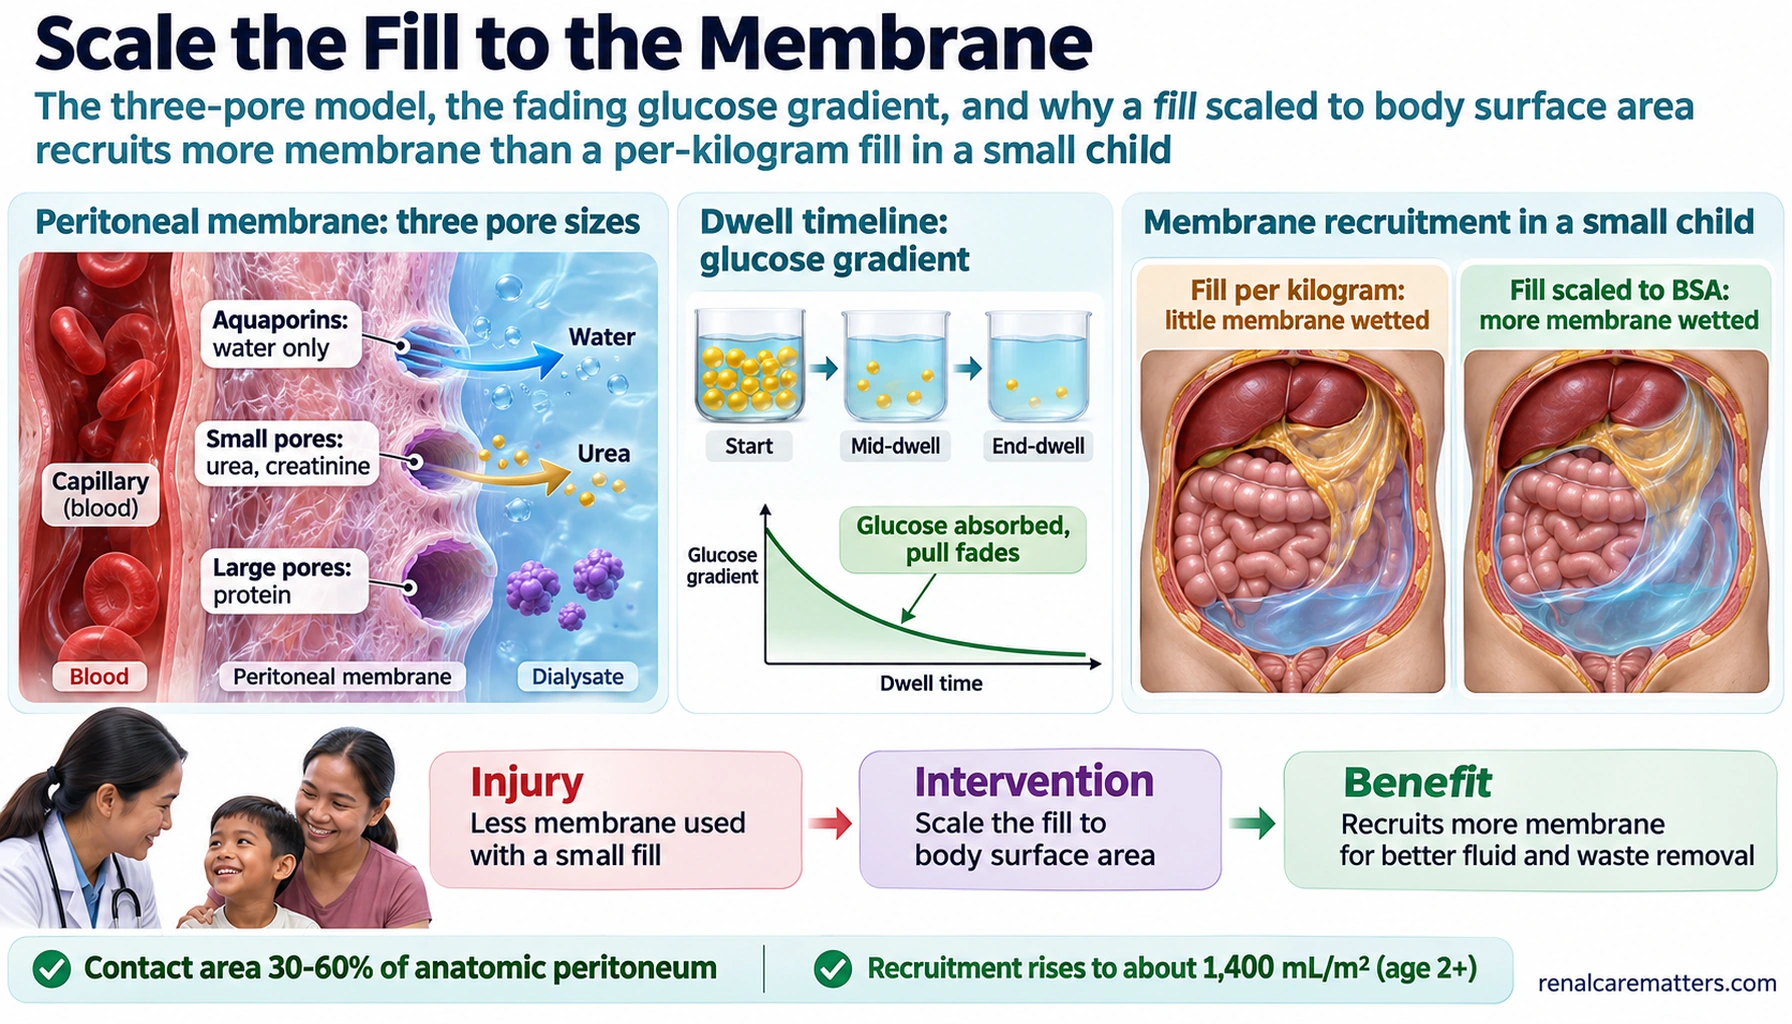 Scale the Fill to the Membrane
The three-pore model, the fading glucose gradient, and why a fill scaled to body surface area
recruits more membrane than a per-kilogram fill in a small child
Peritoneal membrane: three pore sizes
Aquaporins:
water only
Water
Small pores:
urea, creatinine
Urea
Capillary
(blood)
Large pores:
protein
Blood
Peritoneal membrane
Dialysate
Dwell timeline:
glucose gradient
Start
Mid-dwell
End-dwell
Glucose absorbed,
pull fades
Glucose
gradient
Dwell time
Membrane recruitment in a small child
Fill per kilogram:
little membrane wetted
Fill scaled to BSA:
more membrane wetted
Injury
Less membrane used
with a small fill
Intervention
Scale the fill to
body surface area
Benefit
Recruits more membrane
for better fluid and waste removal
Contact area 30-60% of anatomic peritoneum
Recruitment rises to about 1,400 mL/m² (age 2+)
renalcarematters.com